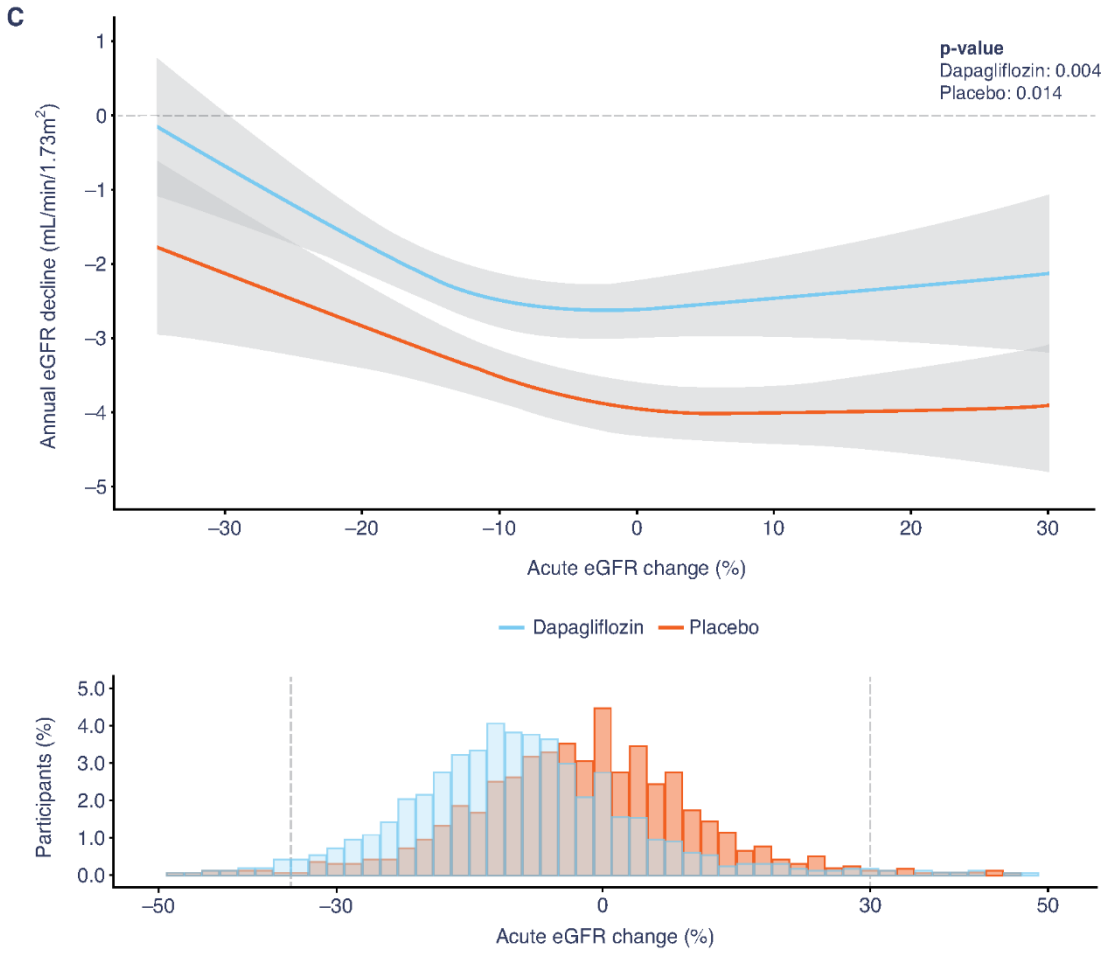 C
p-value
Dapagliflozin: 0.004
Placebo: 0.014
Annual eGFR decline (mL/min/1.73m²)
1
0
−1
−2
−3
−4
−5
−30 −20 −10 0 10 20 30
Acute eGFR change (%)
Dapagliflozin Placebo
Participants (%)
5.0
4.0
3.0
2.0
1.0
0.0
−50 −30 0 30 50
Acute eGFR change (%)